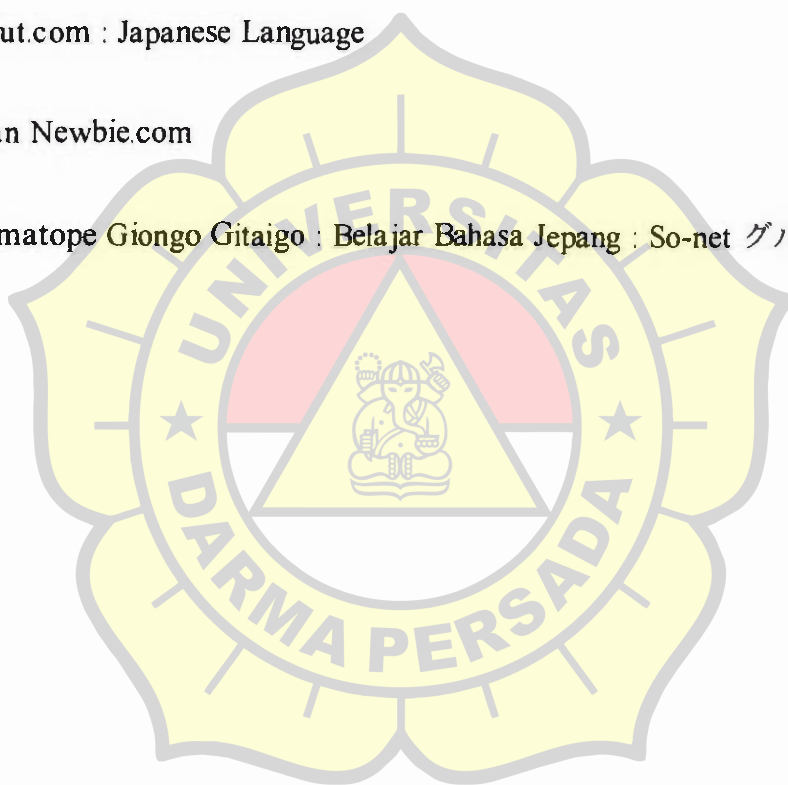 ut.com : Japanese Language
n Newbie.com
matope Giongo Gitaigo : Belajar Bahasa Jepang : So-net グ
UNIVERSITAS
DARMA PERSADA